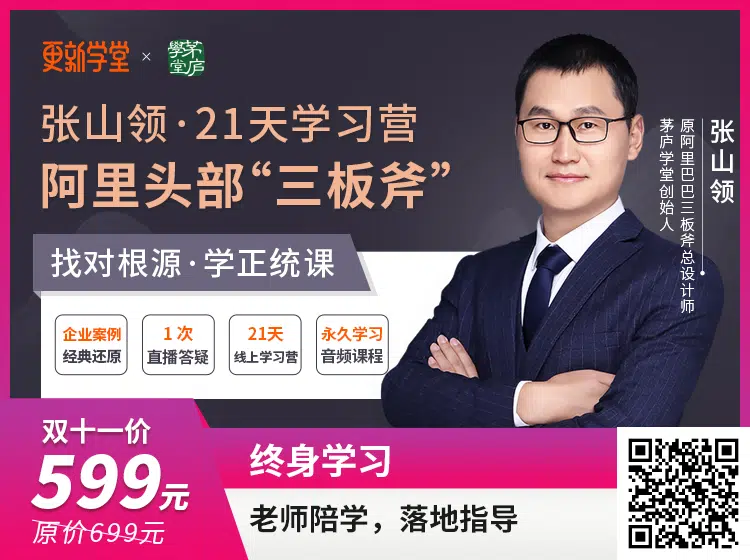 更新学堂 × 茅庐學堂
张山领·21天学习营
阿里头部“三板斧”
找对根源·学正统课
企业案例
经典还原
1次
直播答疑
21天
线上学习营
永久学习
音频课程
张山领
原阿里巴巴三板斧总设计师
茅庐学堂创始人
双十一价
599元
原价699元
终身学习
老师陪学，落地指导